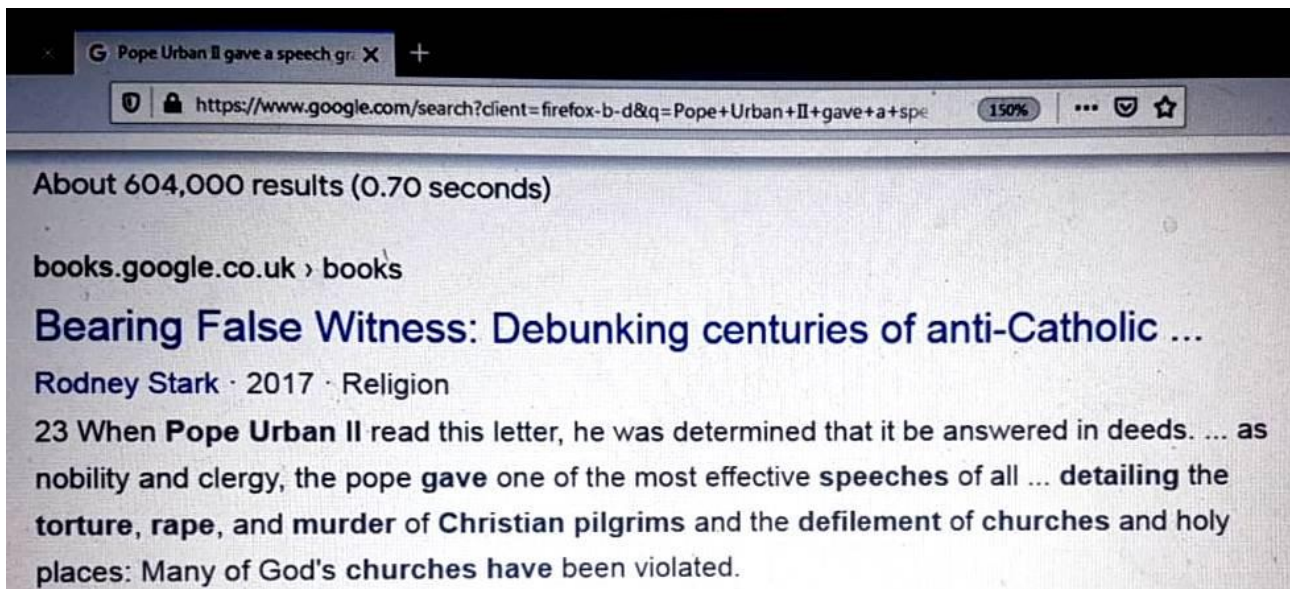 G Pope Urban II gave a speech gr
https://www.google.com/search?client=firefox-b-d&q=Pope+Urban+II+gave+a+spe 150%
About 604,000 results (0.70 seconds)
books.google.co.uk › books
Bearing False Witness: Debunking centuries of anti-Catholic ...
Rodney Stark · 2017 · Religion
23 When Pope Urban II read this letter, he was determined that it be answered in deeds. ... as
nobility and clergy, the pope gave one of the most effective speeches of all ... detailing the
torture, rape, and murder of Christian pilgrims and the defilement of churches and holy
places: Many of God's churches have been violated.